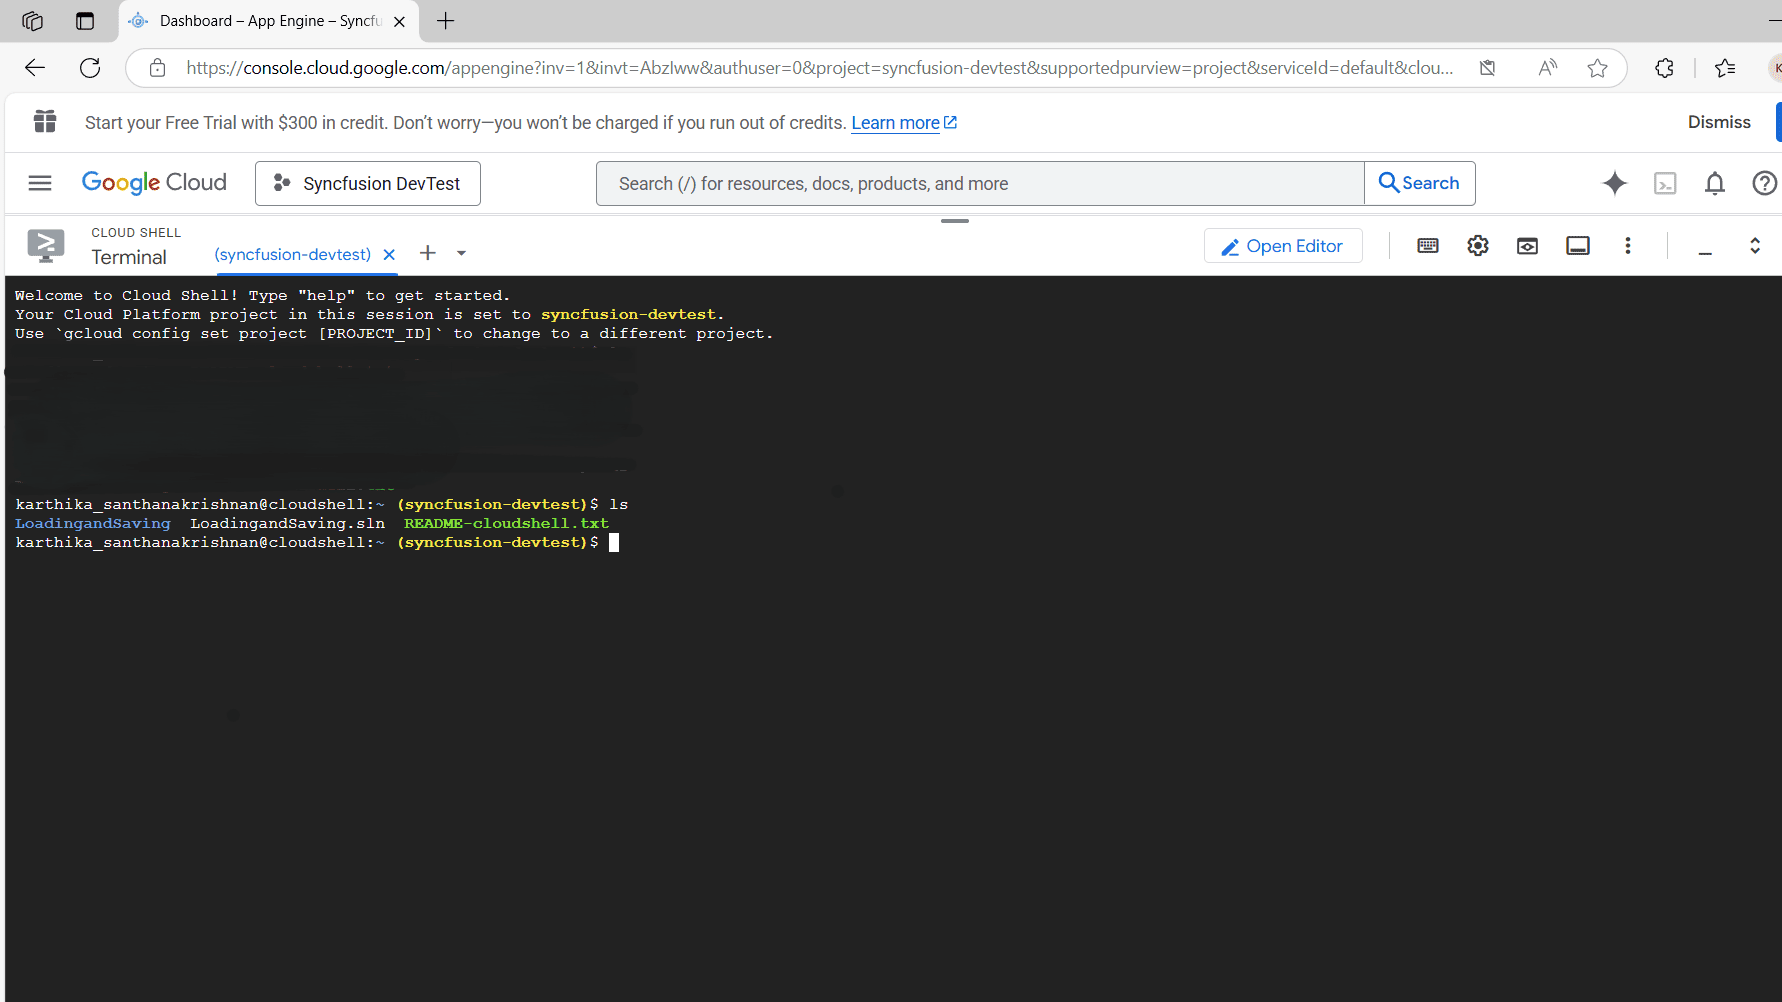 Dashboard – App Engine – Syncfu
https://console.cloud.google.com/appengine?inv=1&invt=AbzIww&authuser=0&project=syncfusion-devtest&supportedpurview=project&serviceId=default&clou...
Start your Free Trial with $300 in credit. Don’t worry—you won’t be charged if you run out of credits. Learn more
Dismiss
Google Cloud
Syncfusion DevTest
Search (/) for resources, docs, products, and more
Search
CLOUD SHELL
Terminal
(syncfusion-devtest)
Open Editor
Welcome to Cloud Shell! Type "help" to get started.
Your Cloud Platform project in this session is set to syncfusion-devtest.
Use `gcloud config set project [PROJECT_ID]` to change to a different project.
karthika_santhanakrishnan@cloudshell:~ (syncfusion-devtest)$ ls
LoadingandSaving  LoadingandSaving.sln  README-cloudshell.txt
karthika_santhanakrishnan@cloudshell:~ (syncfusion-devtest)$